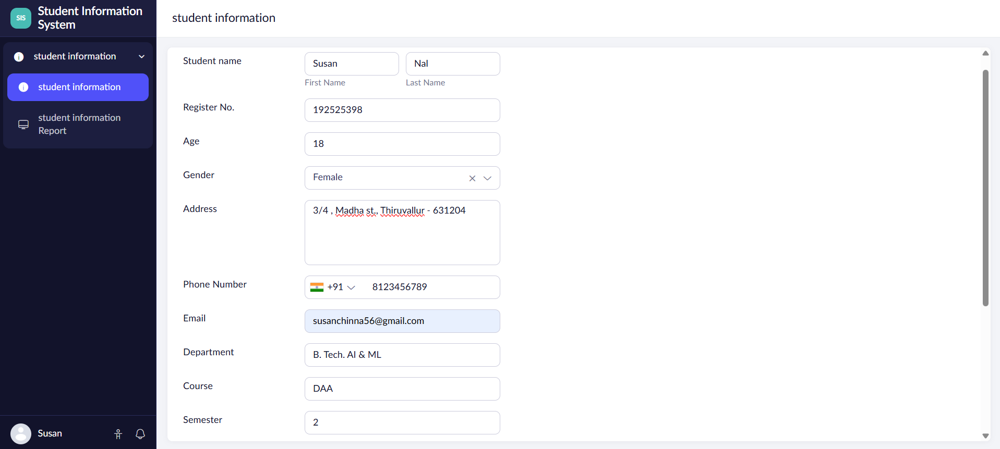 SIS
Student Information
System
student information
student information
student information
Report
Susan
student information
Student name
Susan
Nal
First Name
Last Name
Register No.
192525398
Age
18
Gender
Female
Address
3/4 , Madha st., Thiruvallur - 631204
Phone Number
+91
8123456789
Email
susanchinna56@gmail.com
Department
B. Tech. AI & ML
Course
DAA
Semester
2